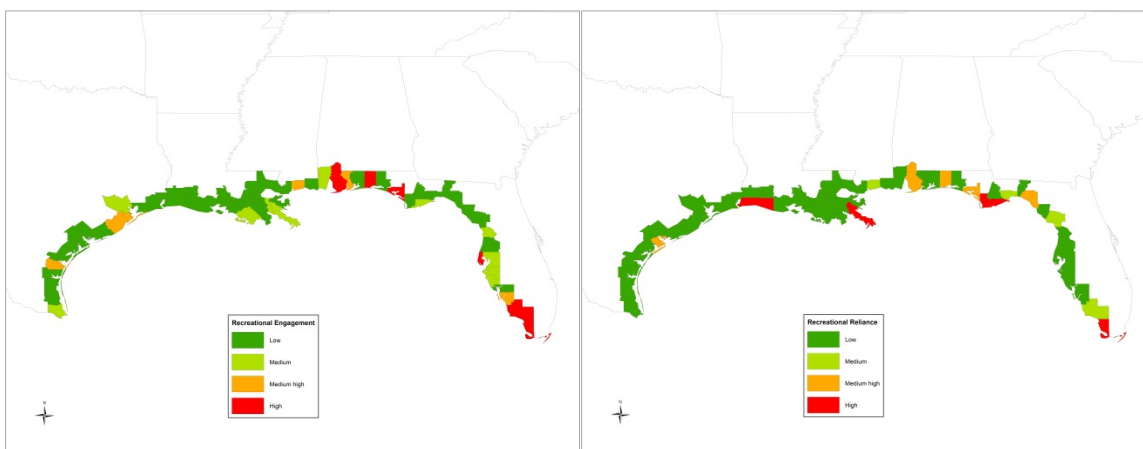 Recreational Engagement
Low
Medium
Medium high
High
N
Recreational Reliance
Low
Medium
Medium high
High
N